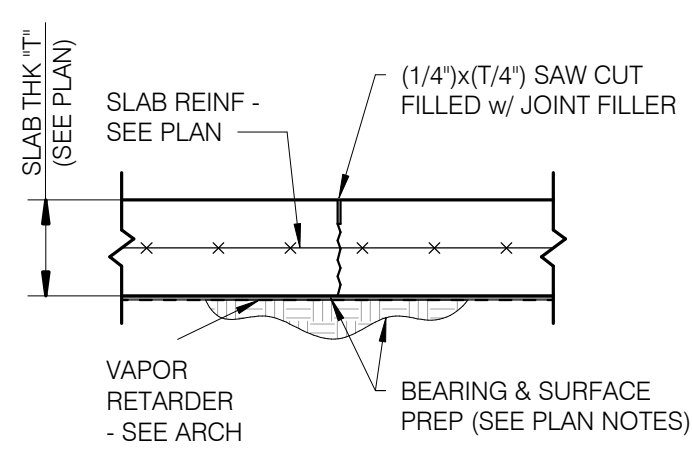 SLAB THK "T"
(SEE PLAN)
SLAB REINF -
SEE PLAN
(1/4")x(T/4") SAW CUT
FILLED w/ JOINT FILLER
VAPOR
RETARDER
- SEE ARCH
BEARING & SURFACE
PREP (SEE PLAN NOTES)